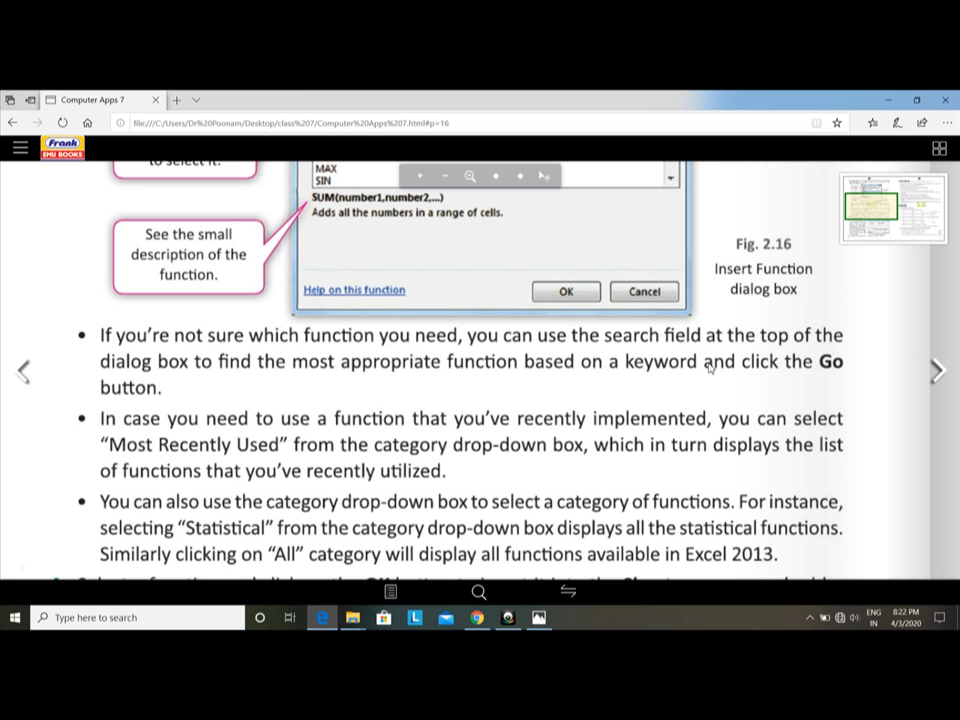 Computer Apps 7
file:///C:/Users/Dr%20Poonam/Desktop/class%207/Computer%20Apps%207.html#p=16
Frank
EMU BOOKS
to select it.
MAX
SIN
SUM(number1,number2,...)
Adds all the numbers in a range of cells.
See the small
description of the
function.
Help on this function
OK
Cancel
Fig. 2.16
Insert Function
dialog box
• If you’re not sure which function you need, you can use the search field at the top of the
dialog box to find the most appropriate function based on a keyword and click the Go
button.
• In case you need to use a function that you’ve recently implemented, you can select
“Most Recently Used” from the category drop-down box, which in turn displays the list
of functions that you’ve recently utilized.
• You can also use the category drop-down box to select a category of functions. For instance,
selecting “Statistical” from the category drop-down box displays all the statistical functions.
Similarly clicking on “All” category will display all functions available in Excel 2013.
Type here to search
ENG
IN
8:22 PM
4/3/2020